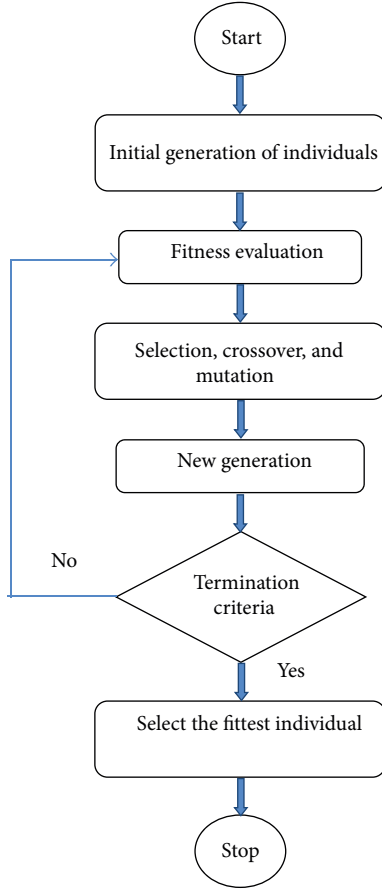 Start
Initial generation of individuals
Fitness evaluation
Selection, crossover, and
mutation
New generation
No
Termination
criteria
Yes
Select the fittest individual
Stop